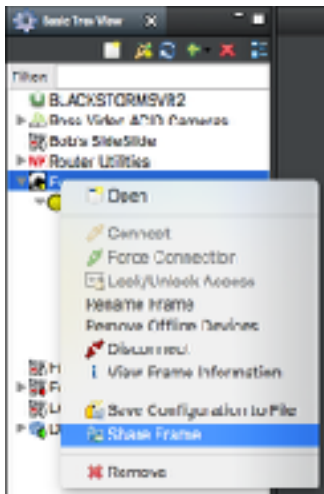 Basic Tree View
Filter:
BLACKSTORMSVR2
Ross Video ACID Cameras
Bob's SideSlide
Router Utilities
Open
Connect
Force Connection
Lock/Unlock Access
Rename Frame
Remove Offline Devices
Disconnect
View Frame Information
Save Configuration to File
Share Frame
Remove